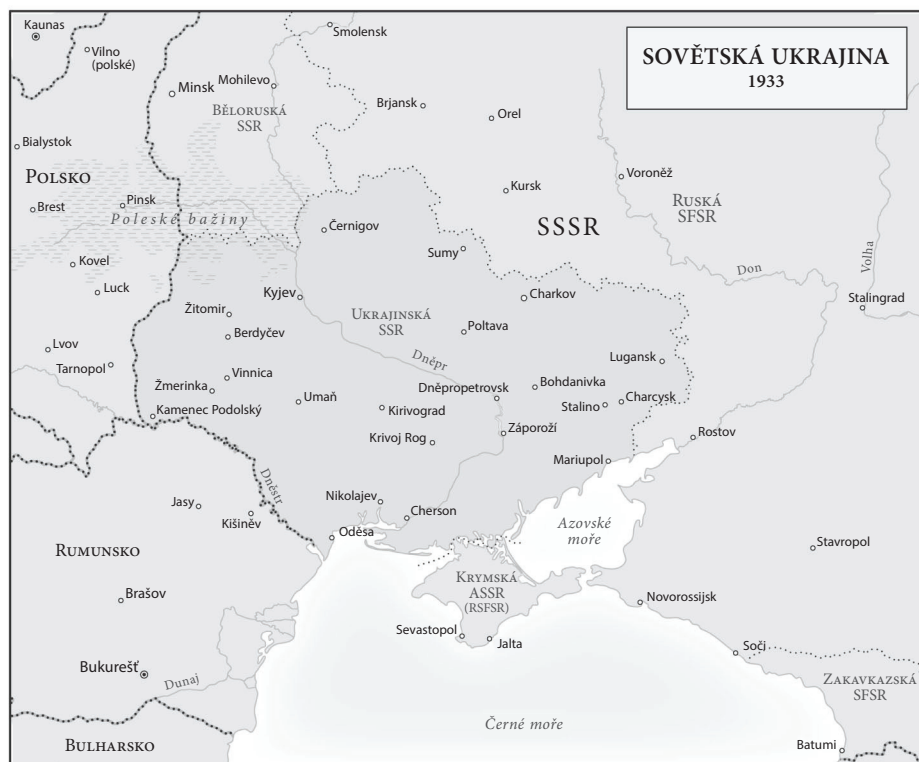 SOVĚTSKÁ UKRAJINA
1933
Kaunas
Vilno
(polské)
Smolensk
Minsk
Mohilevo
BĚLORUSKÁ
SSR
Brjansk
Orel
Bialystok
POLSKO
Brest
Pinsk
Poleské bažiny
Kovel
Luck
Lvov
Tarnopol
Kursk
Voroněž
RUSKÁ
SFSR
SSSR
Černigov
Sumy
Don
Volha
Stalingrad
Kyjev
Charkov
Žitomir
Berdyčev
UKRAJINSKÁ
SSR
Poltava
Dněpr
Lugansk
Vinnica
Žmerinka
Umaň
Dněpropetrovsk
Bohdanivka
Kamenec Podolský
Kirivograd
Stalino
Charcysk
Krivoj Rog
Záporoží
Rostov
Mariupol
Dněstr
Jasy
Kišiněv
Nikolajev
Cherson
Oděsa
Azovské
moře
Stavropol
RUMUNSKO
Brašov
KRYMSKÁ
ASSR
(RSFSR)
Novorossijsk
Sevastopol
Jalta
Soči
Bukurešť
Dunaj
ZAKAVKAZSKÁ
SFSR
Černé moře
BULHARSKO
Batumi